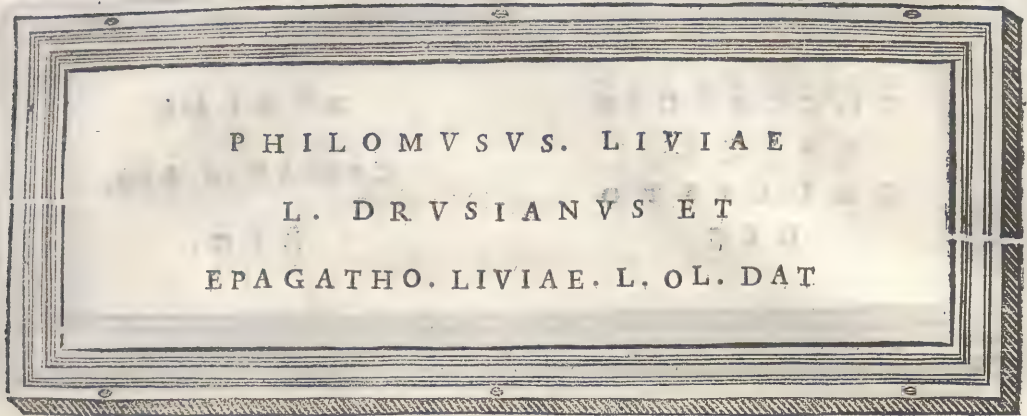 PHILOMVSVS. LIVIAE
L. DRVSIANVS ET
EPAGATHO. LIVIAE. L. OL. DAT